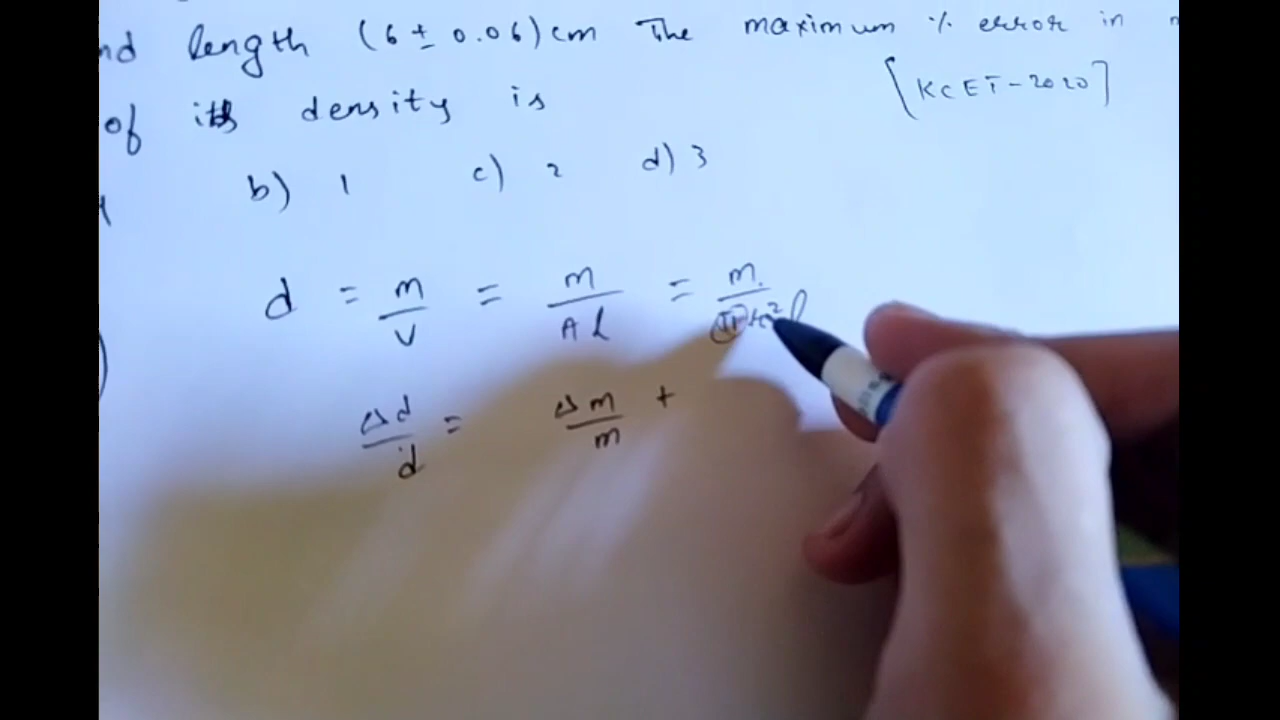 length (6 ± 0.06) cm The maximum % error in
of its density is [KCET-2020]
b) 1 c) 2 d) 3
d = m/V = m/Al = m/πr²l
Δd/d = Δm/m +